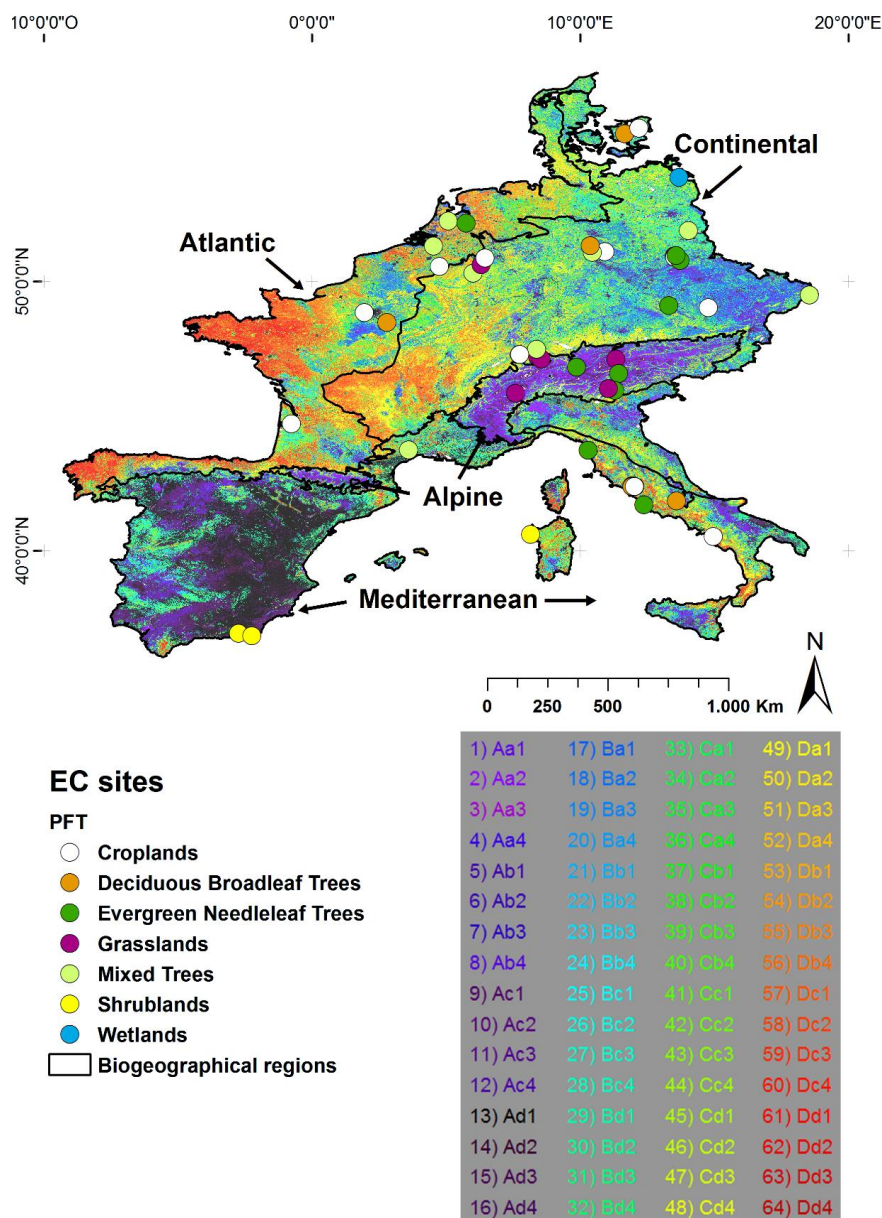 10°0'0"O 0°0'0" 10°0'0"E 20°0'0"E
Continental
Atlantic
50°0'0"N
Alpine
40°0'0"N
Mediterranean
N
0 250 500 1.000 Km
EC sites
PFT
Croplands
Deciduous Broadleaf Trees
Evergreen Needleleaf Trees
Grasslands
Mixed Trees
Shrublands
Wetlands
Biogeographical regions
1) Aa1 17) Ba1 33) Ca1 49) Da1
2) Aa2 18) Ba2 34) Ca2 50) Da2
3) Aa3 19) Ba3 35) Ca3 51) Da3
4) Aa4 20) Ba4 36) Ca4 52) Da4
5) Ab1 21) Bb1 37) Cb1 53) Db1
6) Ab2 22) Bb2 38) Cb2 54) Db2
7) Ab3 23) Bb3 39) Cb3 55) Db3
8) Ab4 24) Bb4 40) Cb4 56) Db4
9) Ac1 25) Bc1 41) Cc1 57) Dc1
10) Ac2 26) Bc2 42) Cc2 58) Dc2
11) Ac3 27) Bc3 43) Cc3 59) Dc3
12) Ac4 28) Bc4 44) Cc4 60) Dc4
13) Ad1 29) Bd1 45) Cd1 61) Dd1
14) Ad2 30) Bd2 46) Cd2 62) Dd2
15) Ad3 31) Bd3 47) Cd3 63) Dd3
16) Ad4 32) Bd4 48) Cd4 64) Dd4